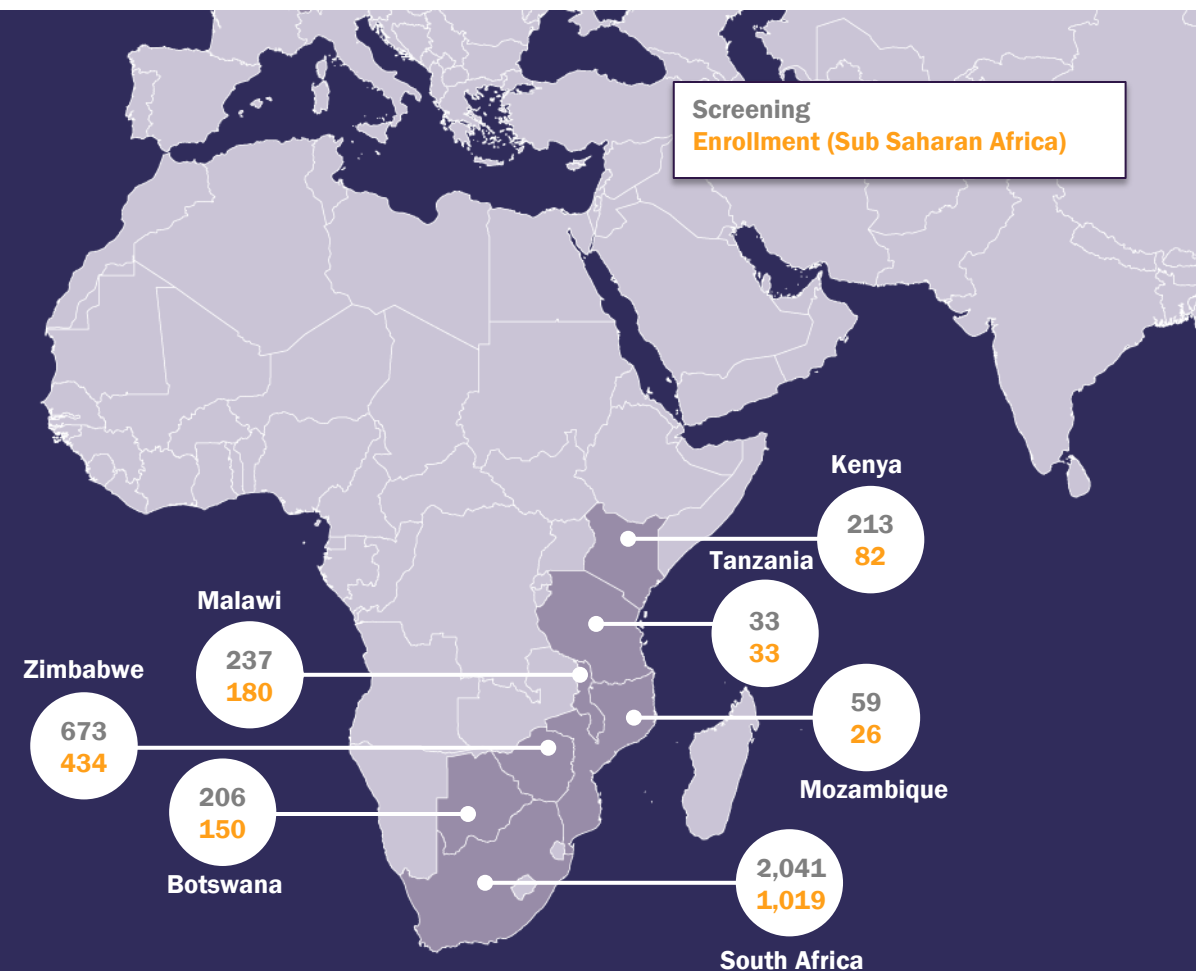 Screening
Enrollment (Sub Saharan Africa)
Kenya
213
82
Tanzania
33
33
Malawi
237
180
Zimbabwe
673
434
59
26
Mozambique
206
150
Botswana
2,041
1,019
South Africa